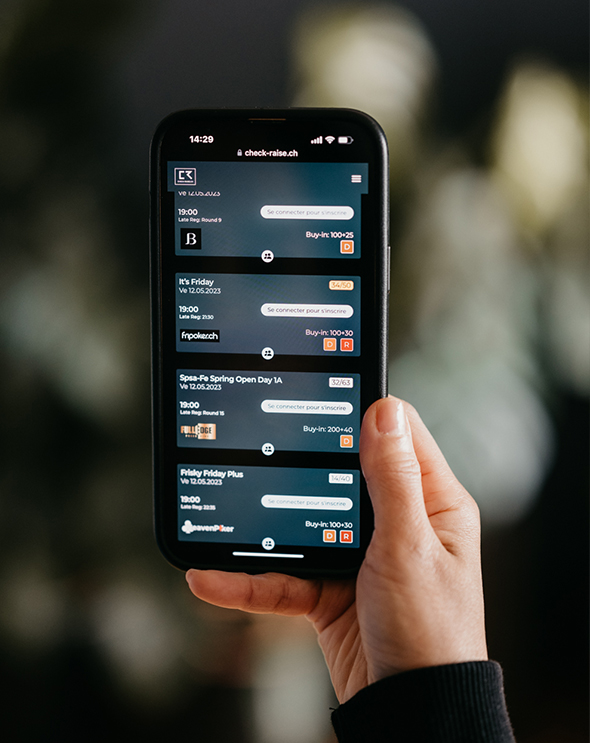 14:29
check-raise.ch
CR
Ve 12.05.2023
19:00
Se connecter pour s'inscrire
Late Reg: Round 9
B
Buy-in: 100+25
D
It's Friday
34/50
Ve 12.05.2023
19:00
Se connecter pour s'inscrire
Late Reg: 21:30
fnpoker.ch
Buy-in: 100+30
D R
Spsa-Fe Spring Open Day 1A
32/63
Ve 12.05.2023
19:00
Se connecter pour s'inscrire
Late Reg: Round 15
Buy-in: 200+40
D
Frisky Friday Plus
14/40
Ve 12.05.2023
19:00
Se connecter pour s'inscrire
Late Reg: 22:35
Buy-in: 100+30
D R